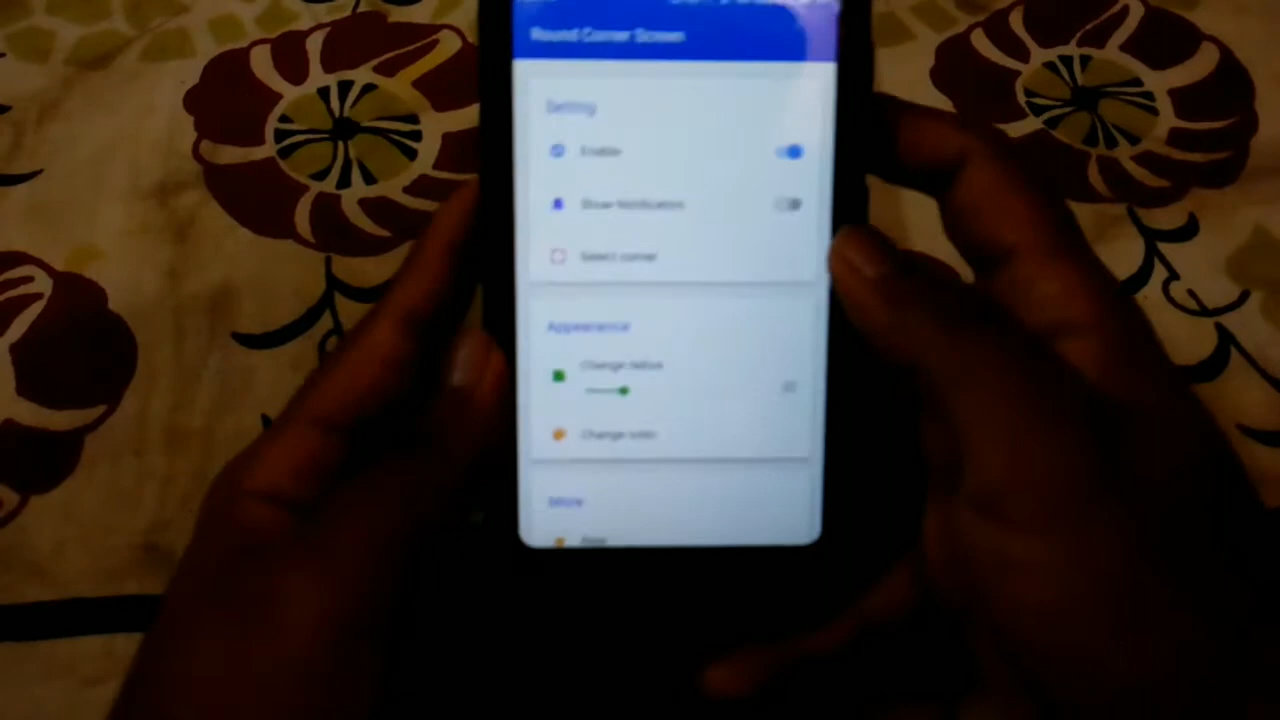 Round Corner Screen
Setting
Enable
Show Notification
Select corner
Appearance
Change radius
Change color
More